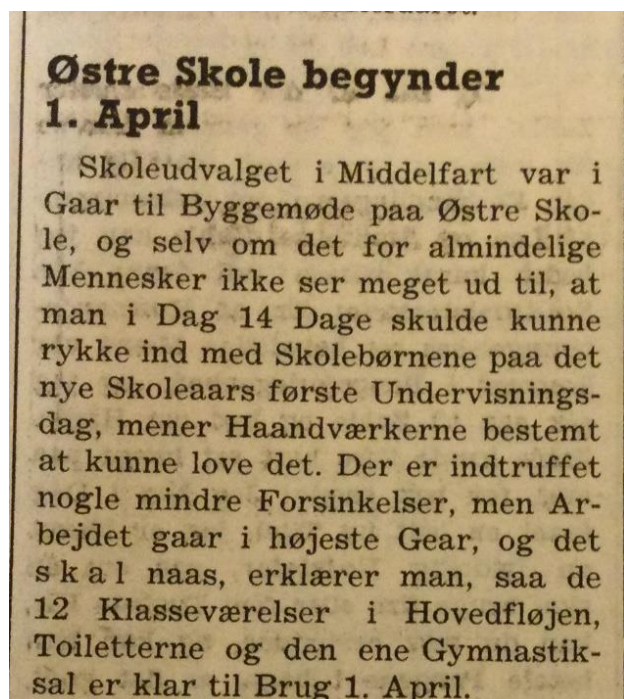 Østre Skole begynder
1. April
Skoleudvalget i Middelfart var i
Gaar til Byggemøde paa Østre Sko-
le, og selv om det for almindelige
Mennesker ikke ser meget ud til, at
man i Dag 14 Dage skulde kunne
rykke ind med Skolebørnene paa det
nye Skoleaars første Undervisnings-
dag, mener Haandværkerne bestemt
at kunne love det. Der er indtruffet
nogle mindre Forsinkelser, men Ar-
bejdet gaar i højeste Gear, og det
skal naas, erklærer man, saa de
12 Klasseværelser i Hovedfløjen,
Toiletterne og den ene Gymnastik-
sal er klar til Brug 1. April.